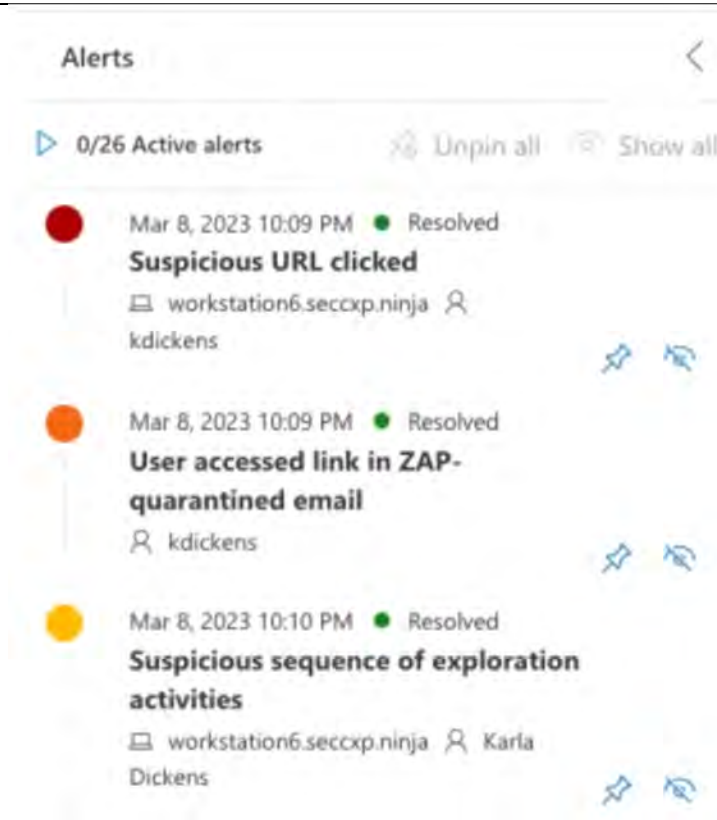 Alerts
0/26 Active alerts Unpin all Show all
Mar 8, 2023 10:09 PM Resolved
Suspicious URL clicked
workstation6.seccxp.ninja
kdickens
Mar 8, 2023 10:09 PM Resolved
User accessed link in ZAP-
quarantined email
kdickens
Mar 8, 2023 10:10 PM Resolved
Suspicious sequence of exploration
activities
workstation6.seccxp.ninja Karla
Dickens